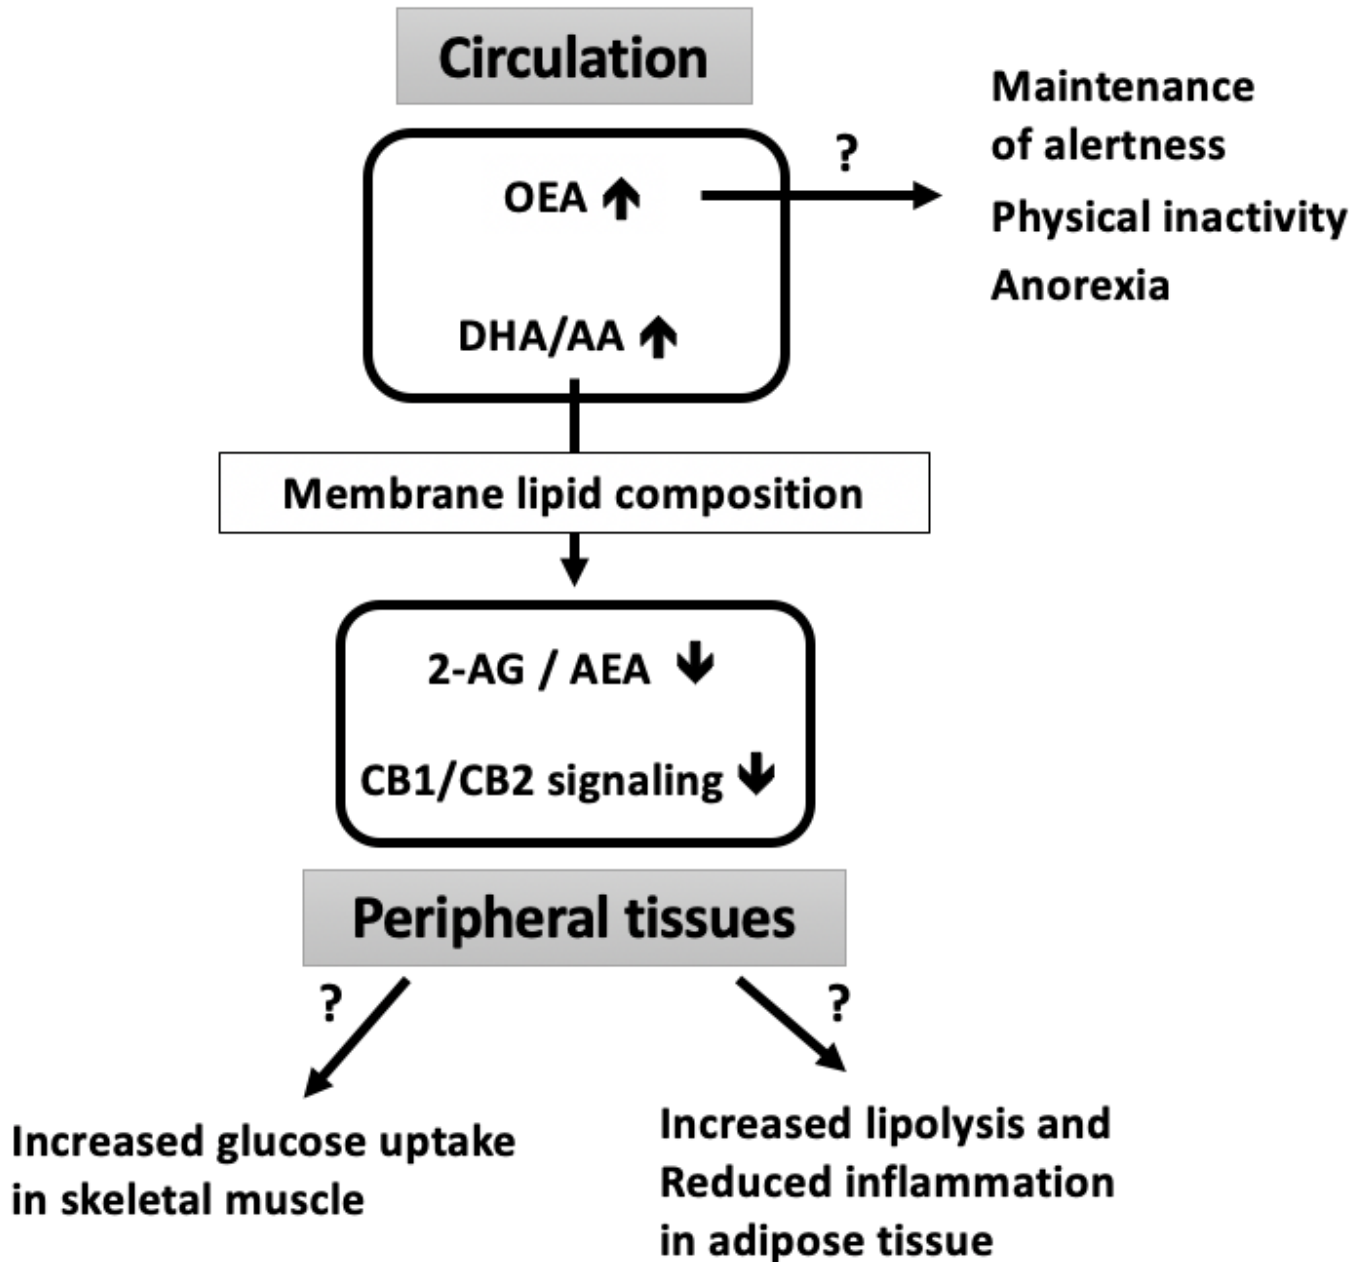 Circulation
OEA ↑
?
Maintenance
of alertness
Physical inactivity
Anorexia
DHA/AA ↑
Membrane lipid composition
2-AG / AEA ↓
CB1/CB2 signaling ↓
Peripheral tissues
?
?
Increased glucose uptake
in skeletal muscle
Increased lipolysis and
Reduced inflammation
in adipose tissue